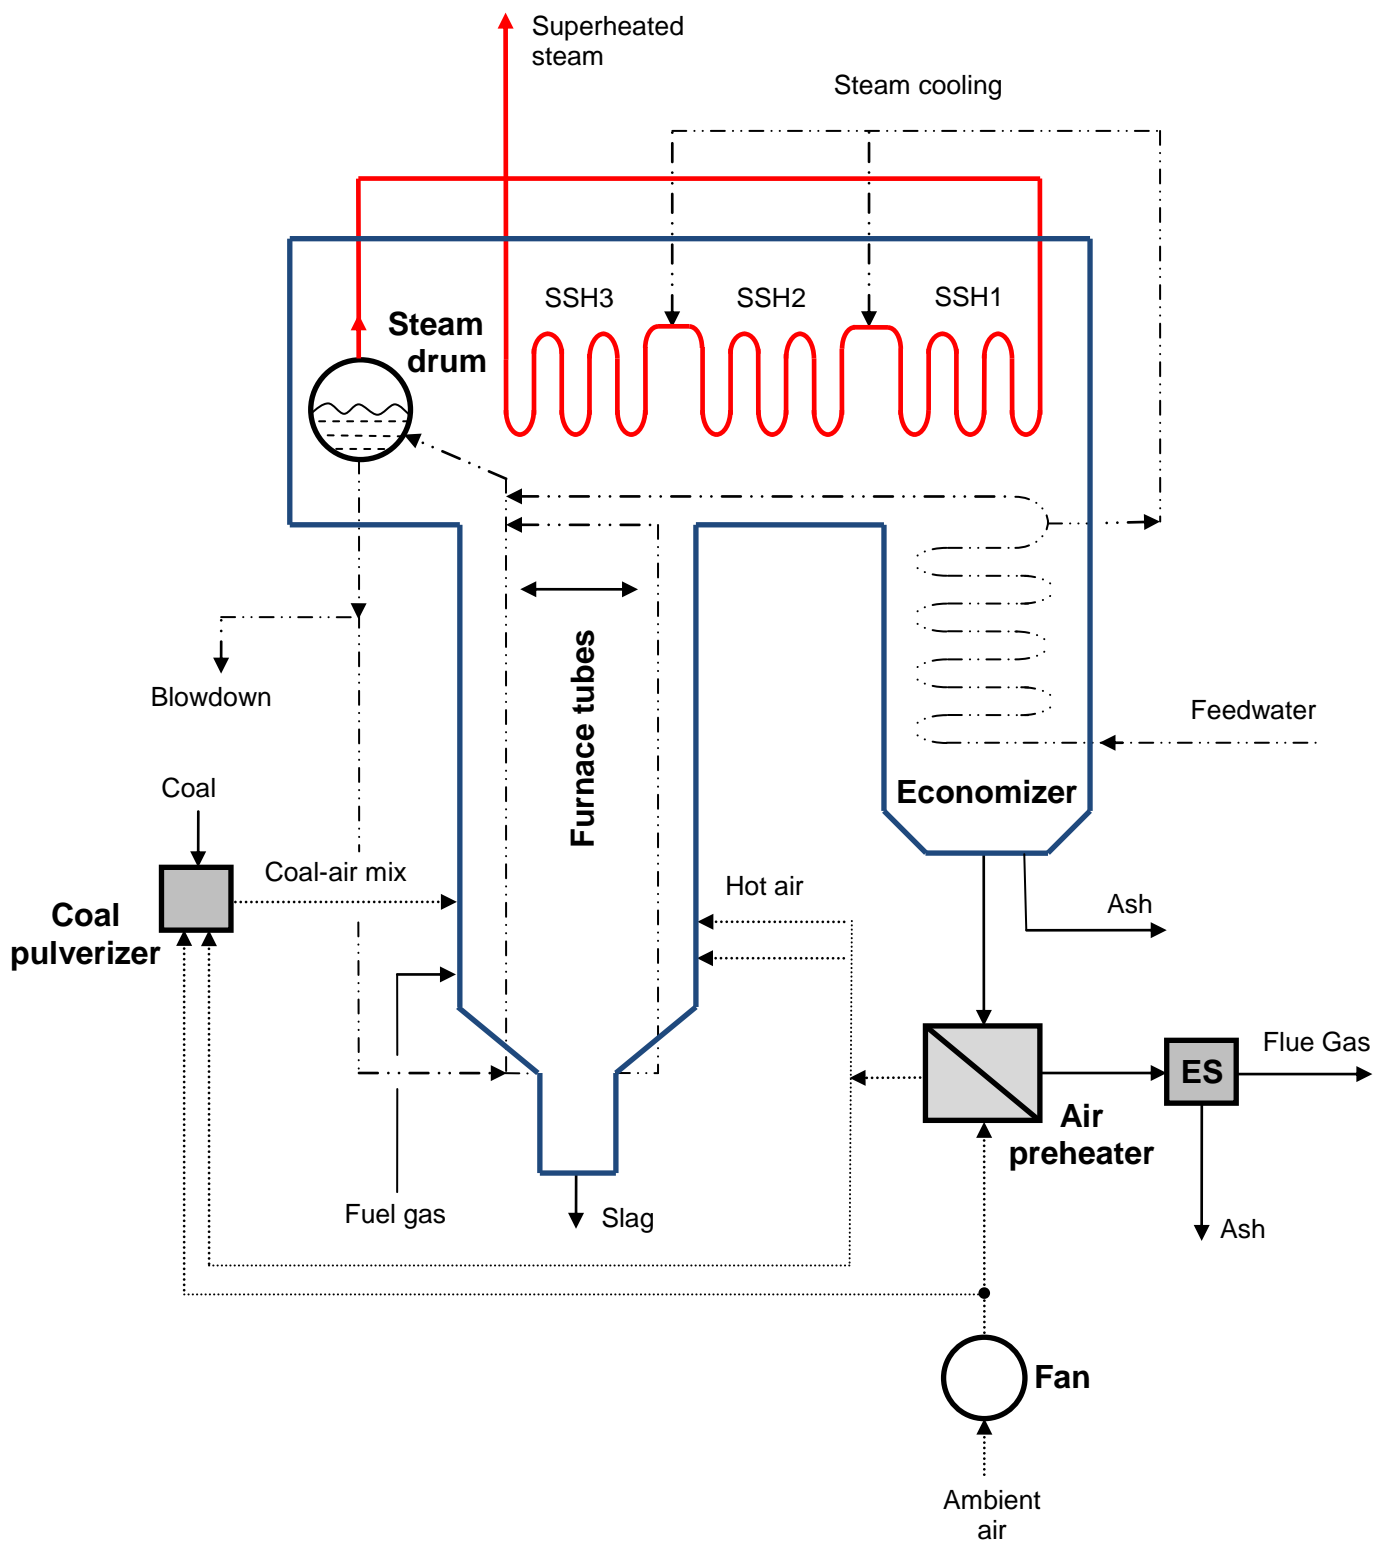 Superheated
steam
Steam cooling
SSH3
SSH2
SSH1
Steam
drum
Furnace tubes
Blowdown
Feedwater
Economizer
Coal
Coal-air mix
Hot air
Coal
pulverizer
Ash
Flue Gas
ES
Air
preheater
Fuel gas
Slag
Ash
Fan
Ambient
air